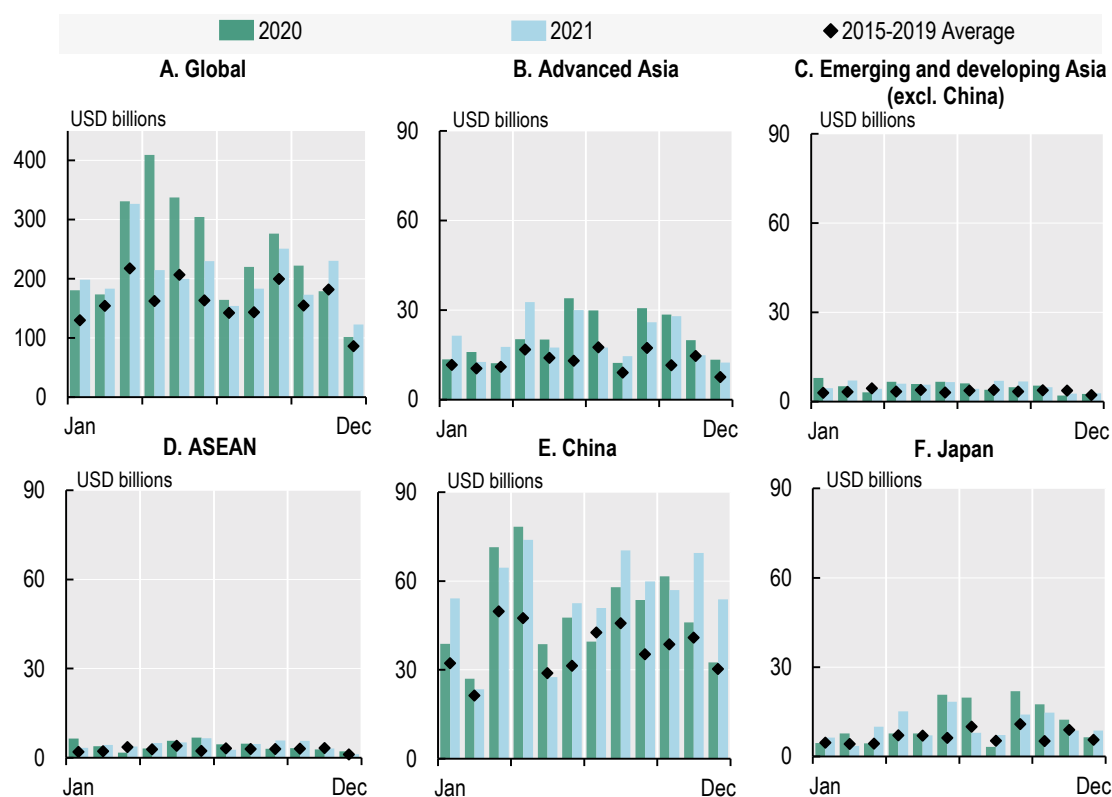 2020 2021 2015-2019 Average
A. Global
USD billions
400
300
200
100
0
Jan Dec
B. Advanced Asia
USD billions
90
60
30
0
Jan Dec
C. Emerging and developing Asia
(excl. China)
USD billions
90
60
30
0
Jan Dec
D. ASEAN
USD billions
90
60
30
0
Jan Dec
E. China
USD billions
90
60
30
0
Jan Dec
F. Japan
USD billions
90
60
30
0
Jan Dec